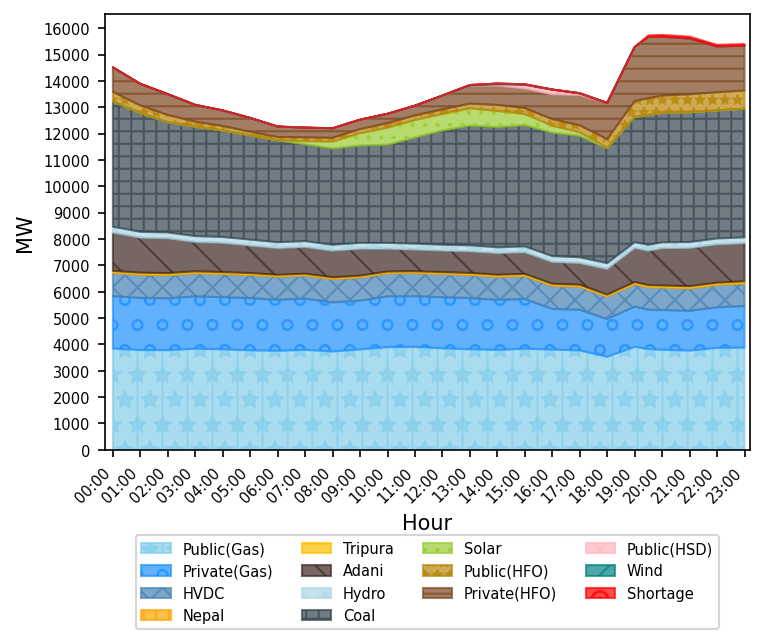 16000
15000
14000
13000
12000
11000
10000
9000
8000
7000
6000
5000
4000
3000
2000
1000
0
MW
00:00 01:00 02:00 03:00 04:00 05:00 06:00 07:00 08:00 09:00 10:00 11:00 12:00 13:00 14:00 15:00 16:00 17:00 18:00 19:00 20:00 21:00 22:00 23:00
Hour
Public(Gas) Tripura Solar Public(HSD)
Private(Gas) Adani Public(HFO) Wind
HVDC Hydro Private(HFO) Shortage
Nepal Coal